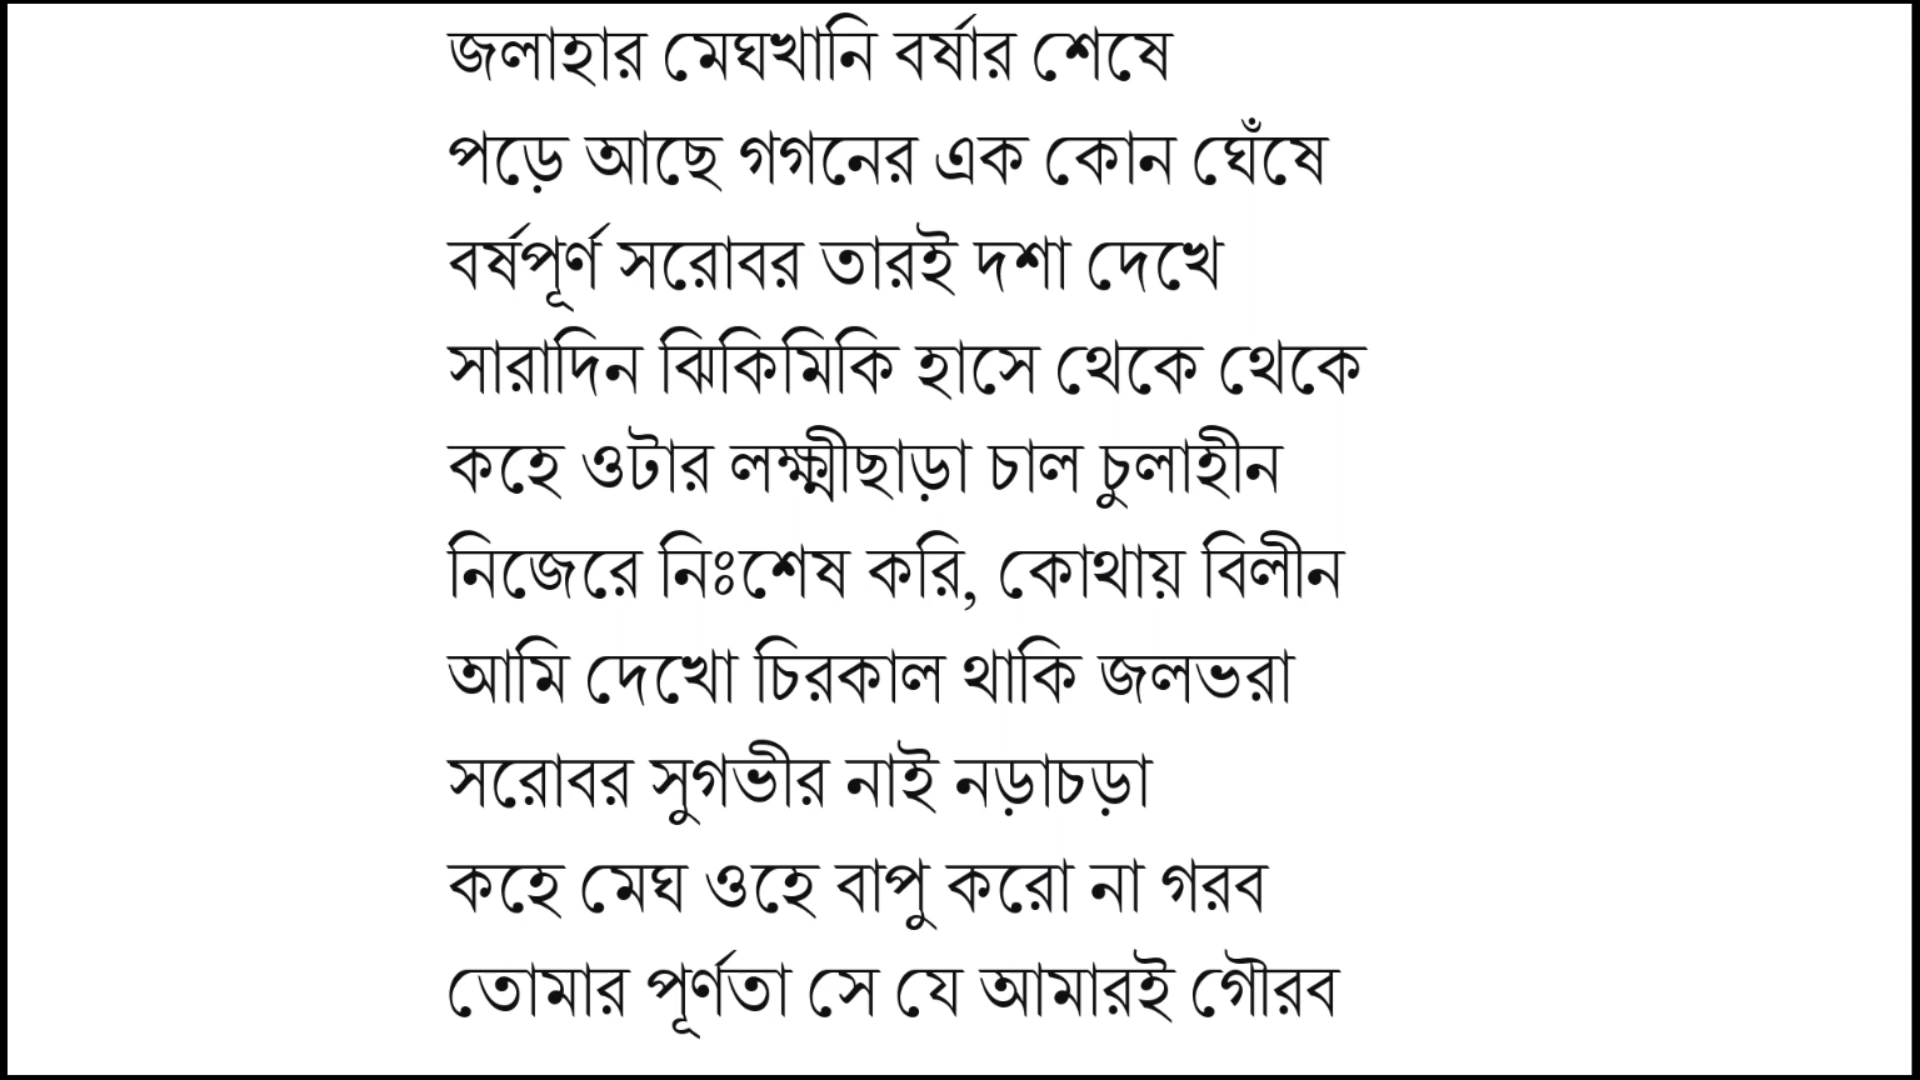 জলাহার মেঘখানি বর্ষার শেষে
পড়ে আছে গগনের এক কোন ঘেঁষে
বর্ষপূর্ণ সরোবর তারই দশা দেখে
সারাদিন ঝিকিমিকি হাসে থেকে থেকে
কহে ওটার লক্ষ্মীছাড়া চাল চুলাহীন
নিজেরে নিঃশেষ করি, কোথায় বিলীন
আমি দেখো চিরকাল থাকি জলভরা
সরোবর সুগভীর নাই নড়াচড়া
কহে মেঘ ওহে বাপু করো না গরব
তোমার পূর্ণতা সে যে আমারই গৌরব